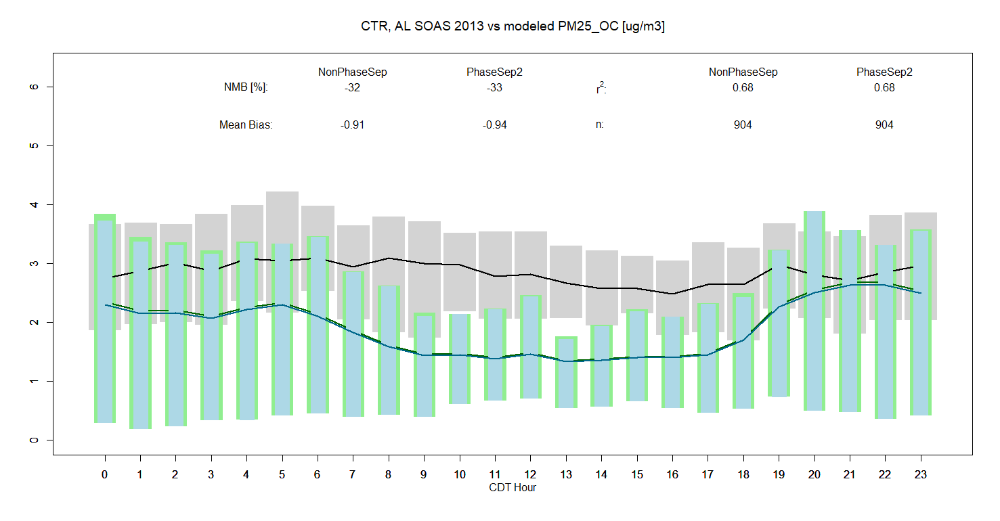 CTR, AL SOAS 2013 vs modeled PM25_OC [ug/m3]
NonPhaseSep PhaseSep2 NonPhaseSep PhaseSep2
NMB [%]: -32 -33 r2: 0.68 0.68
Mean Bias: -0.91 -0.94 n: 904 904
6
5
4
3
2
1
0
0 1 2 3 4 5 6 7 8 9 10 11 12 13 14 15 16 17 18 19 20 21 22 23
CDT Hour